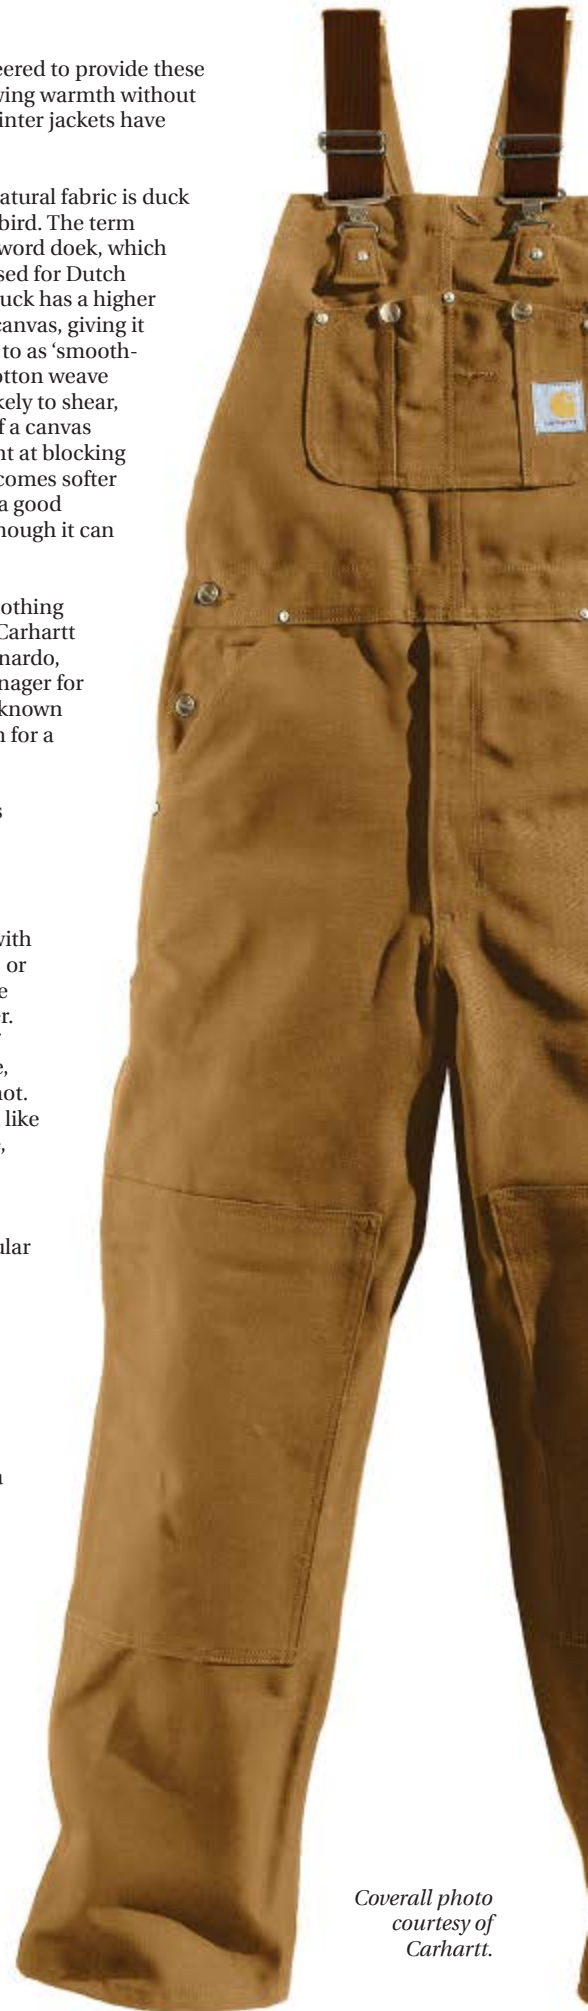 eered to provide these
ving warmth without
inter jackets have
atural fabric is duck
bird. The term
word doek, which
sed for Dutch
uck has a higher
canvas, giving it
to as ‘smooth-
otton weave
kely to shear,
f a canvas
nt at blocking
comes softer
a good
hough it can
othing
Carhartt
nardo,
nager for
known
n for a
s
with
or
e
er.
e,
not.
like
,
ular
a
Coverall photo
courtesy of
Carhartt.